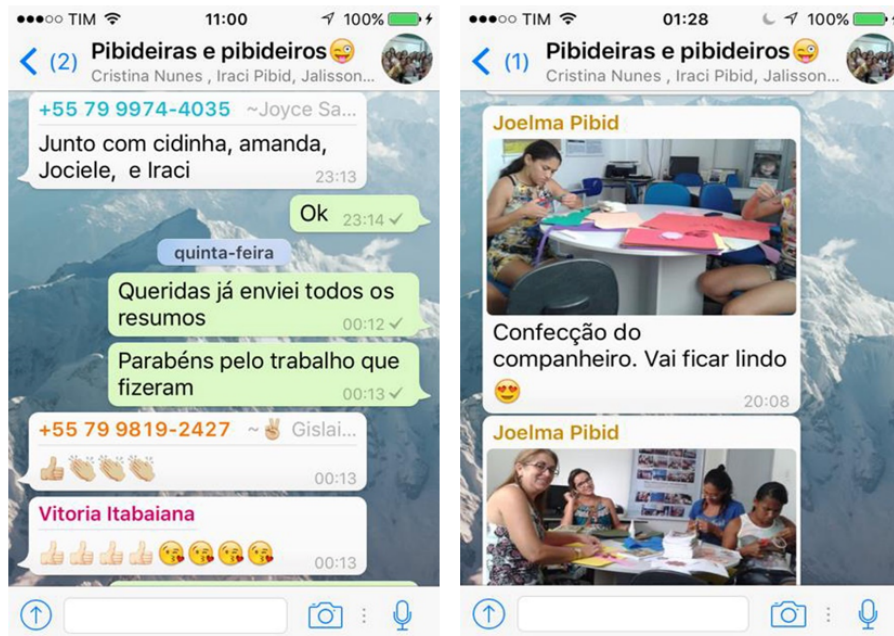 TIM 11:00 100%
(2) Pibideiras e pibideiros😜
Cristina Nunes , Iraci Pibid, Jalisson...
+55 79 9974-4035 ~Joyce Sa...
Junto com cidinha, amanda,
Jociele, e Iraci
23:13
Ok 23:14
quinta-feira
Queridas já enviei todos os
resumos
00:12
Parabéns pelo trabalho que
fizeram
00:13
+55 79 9819-2427 ~✌🏼 Gislai...
👍🏼👏🏼👏🏼👏🏼
00:13
Vitoria Itabaiana
👍🏻👍🏻👍🏻👍🏻😘😘😘😘
00:13
TIM 01:28 100%
(1) Pibideiras e pibideiros😜
Cristina Nunes , Iraci Pibid, Jalisson...
Joelma Pibid
Confecção do
companheiro. Vai ficar lindo
😍
20:08
Joelma Pibid